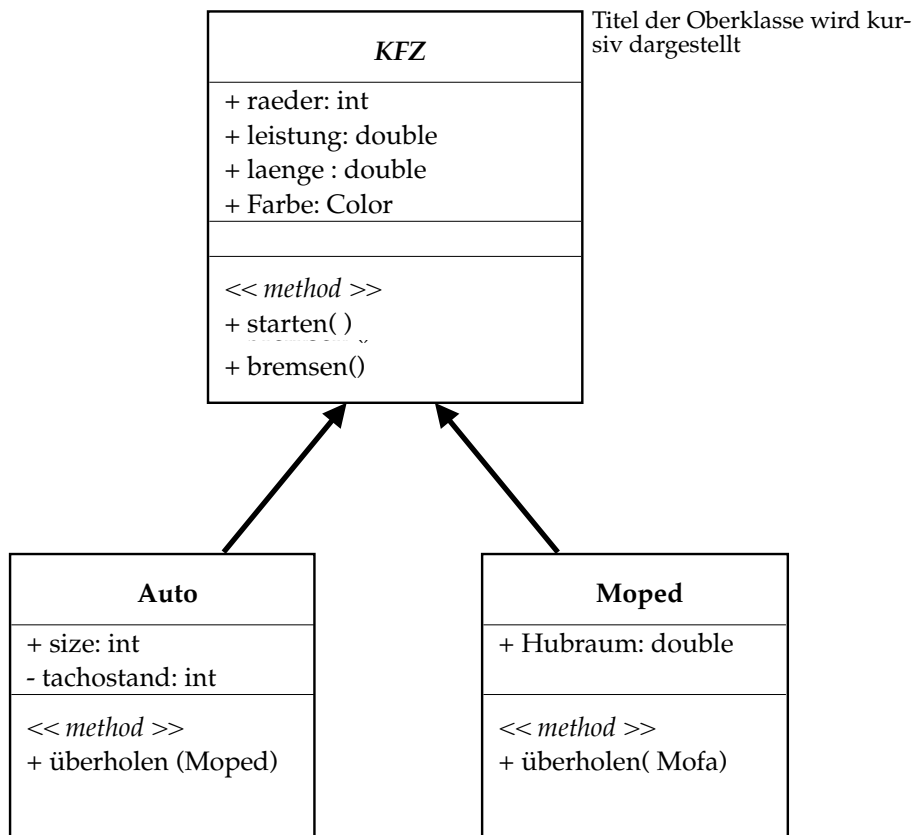 Titel der Oberklasse wird kur-
siv dargestellt
KFZ
+ raeder: int
+ leistung: double
+ laenge : double
+ Farbe: Color
<< method >>
+ starten( )
+ bremsen()
Auto
+ size: int
- tachostand: int
<< method >>
+ überholen (Moped)
Moped
+ Hubraum: double
<< method >>
+ überholen( Mofa)